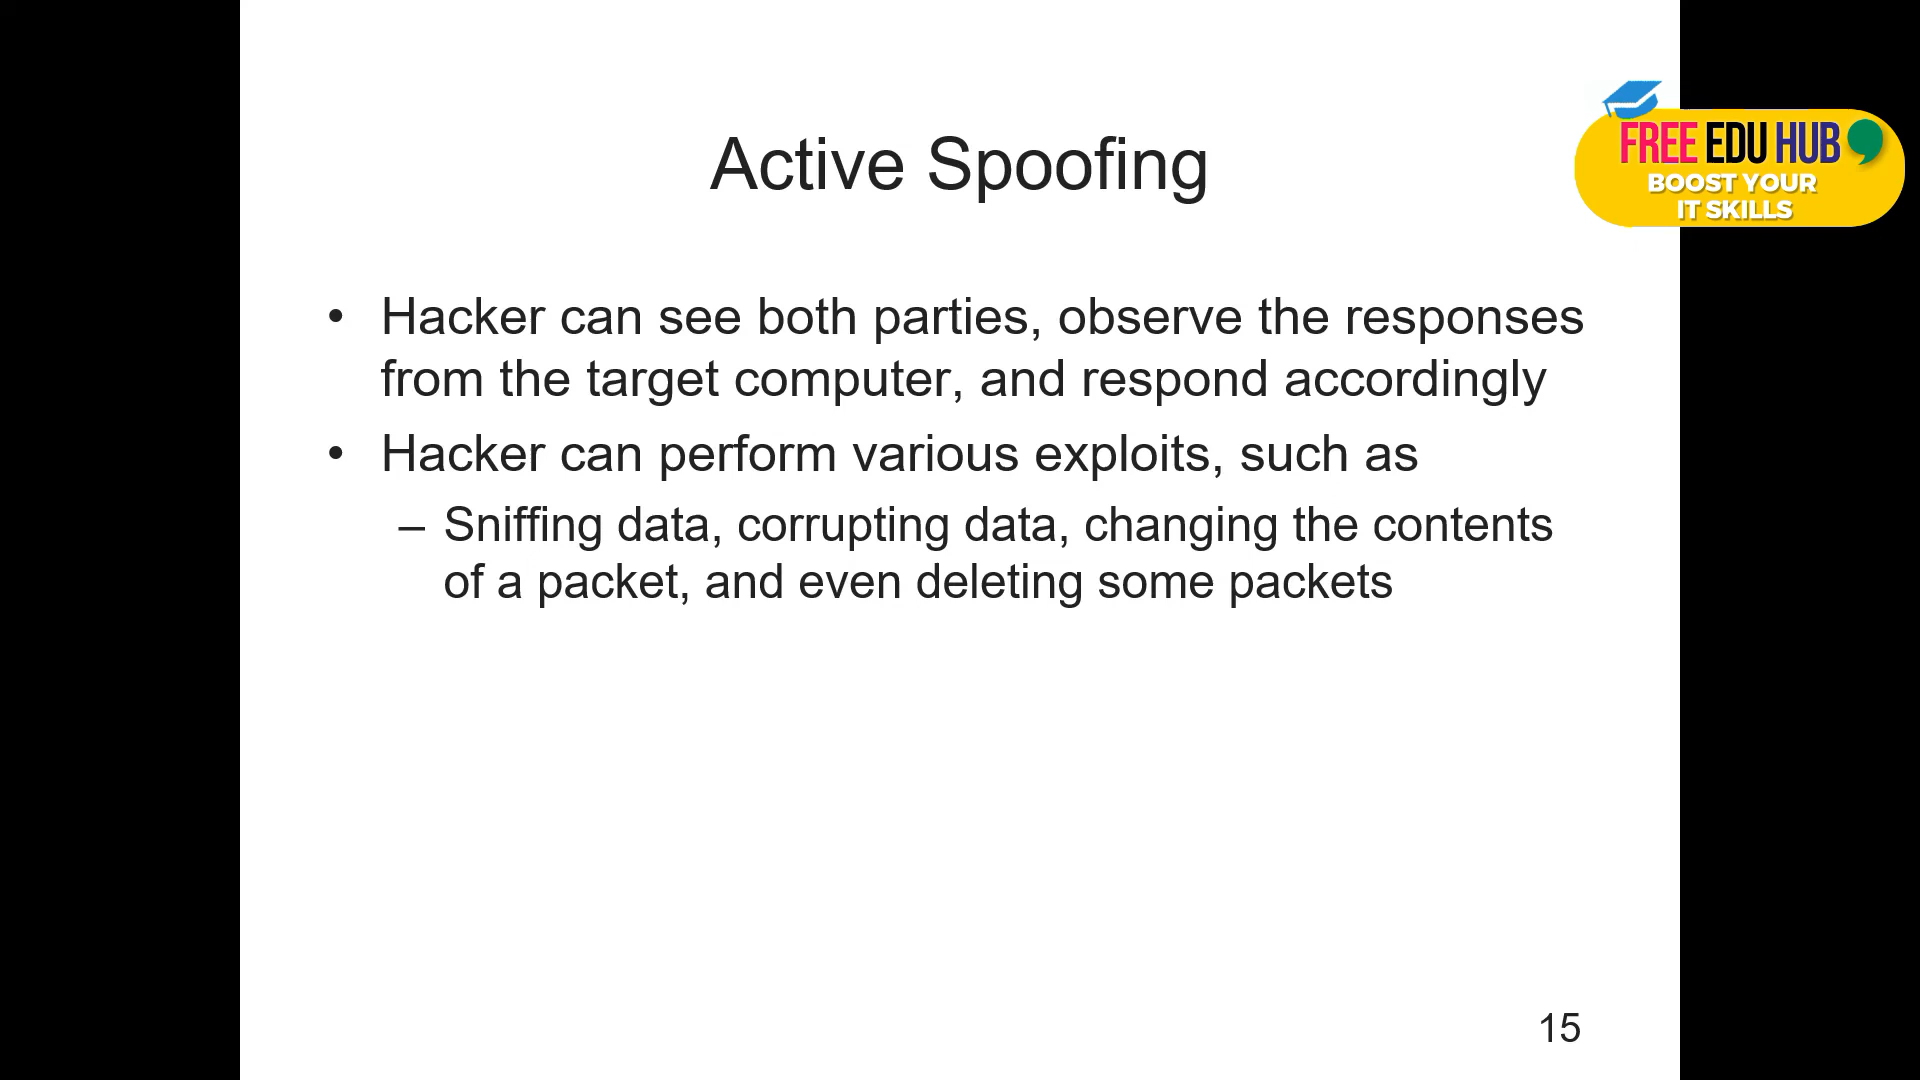 Active Spoofing
FREE EDU HUB
BOOST YOUR
IT SKILLS
• Hacker can see both parties, observe the responses
from the target computer, and respond accordingly
• Hacker can perform various exploits, such as
– Sniffing data, corrupting data, changing the contents
of a packet, and even deleting some packets
15